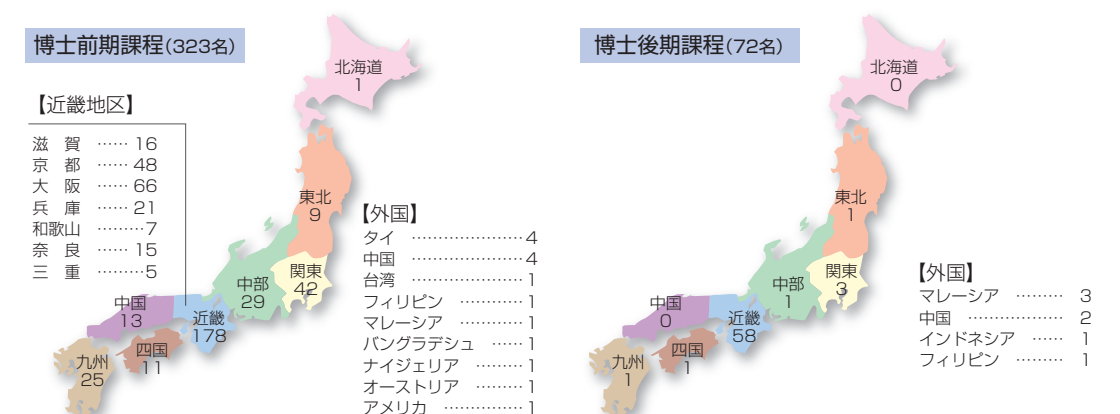 博士前期課程(323名)
【近畿地区】
滋賀 …… 16
京都 …… 48
大阪 …… 66
兵庫 …… 21
和歌山 ………7
奈良 …… 15
三重 ………5
北海道
1
東北
9
関東
42
中部
29
近畿
178
中国
13
四国
11
九州
25
【外国】
タイ …………………4
中国 …………………4
台湾 …………………1
フィリピン …………1
マレーシア …………1
バングラデシュ ……1
ナイジェリア ………1
オーストリア ………1
アメリカ ……………1
博士後期課程(72名)
北海道
0
東北
1
関東
3
中部
1
近畿
58
中国
0
四国
1
九州
1
【外国】
マレーシア ……… 3
中国 ……………… 2
インドネシア …… 1
フィリピン ……… 1